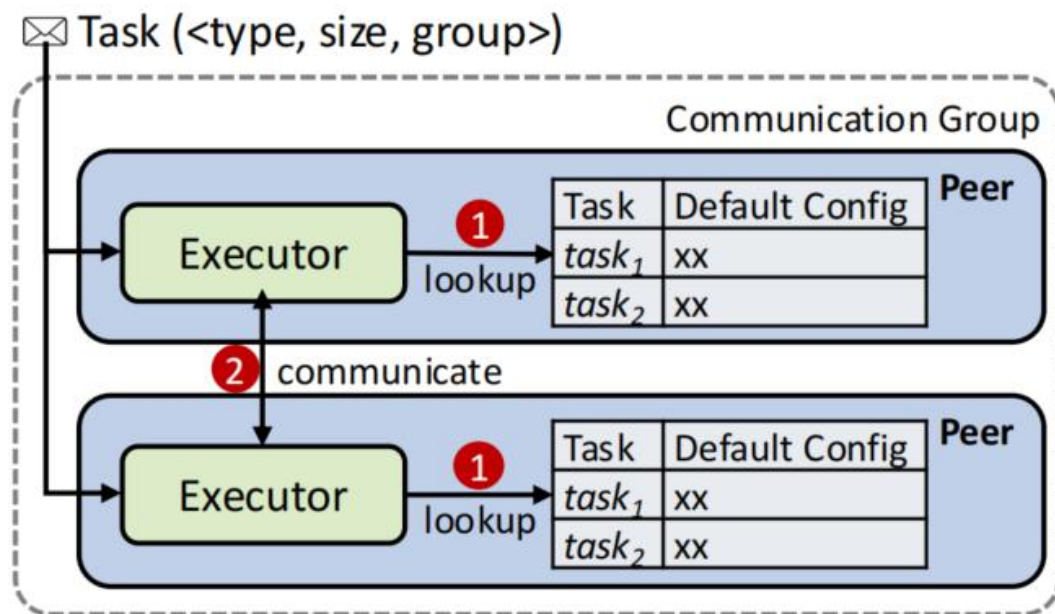 Task (<type, size, group>)
Communication Group
Peer
Executor
1
lookup
Task Default Config
task₁ xx
task₂ xx
2 communicate
Peer
Executor
1
lookup
Task Default Config
task₁ xx
task₂ xx